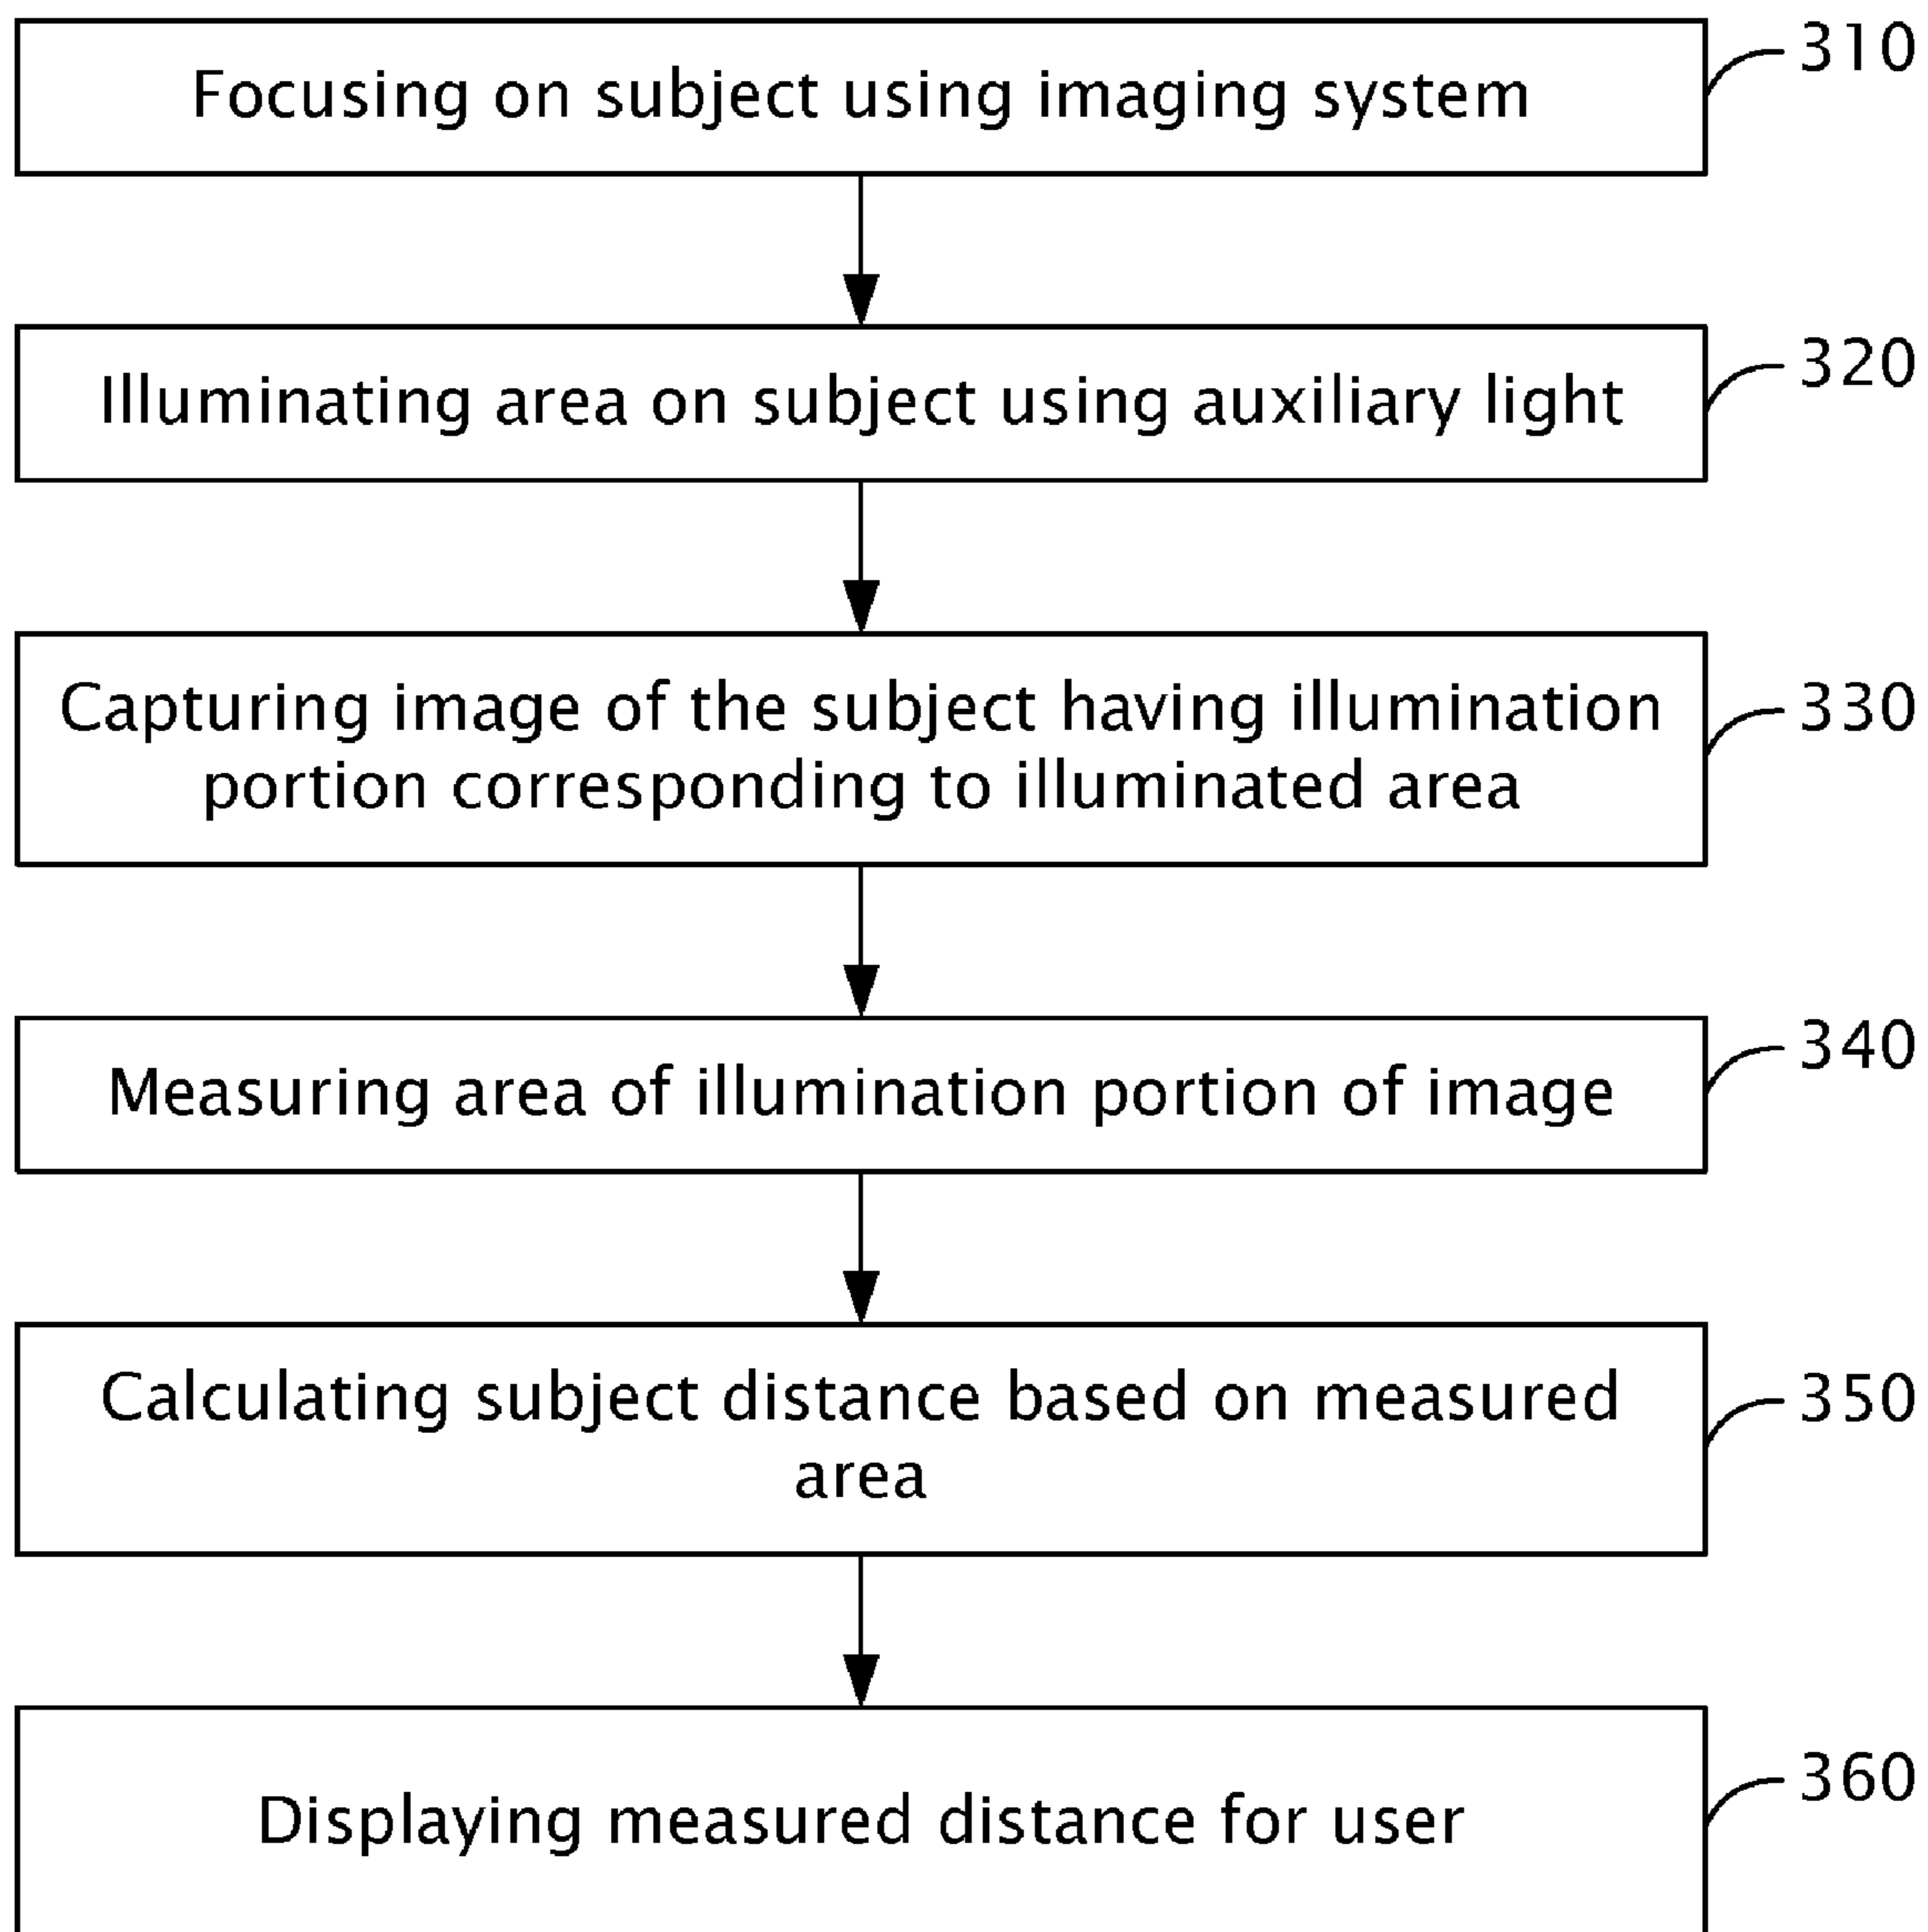 Focusing on subject using imaging system
310
Illuminating area on subject using auxiliary light
320
Capturing image of the subject having illumination
portion corresponding to illuminated area
330
Measuring area of illumination portion of image
340
Calculating subject distance based on measured
area
350
Displaying measured distance for user
360